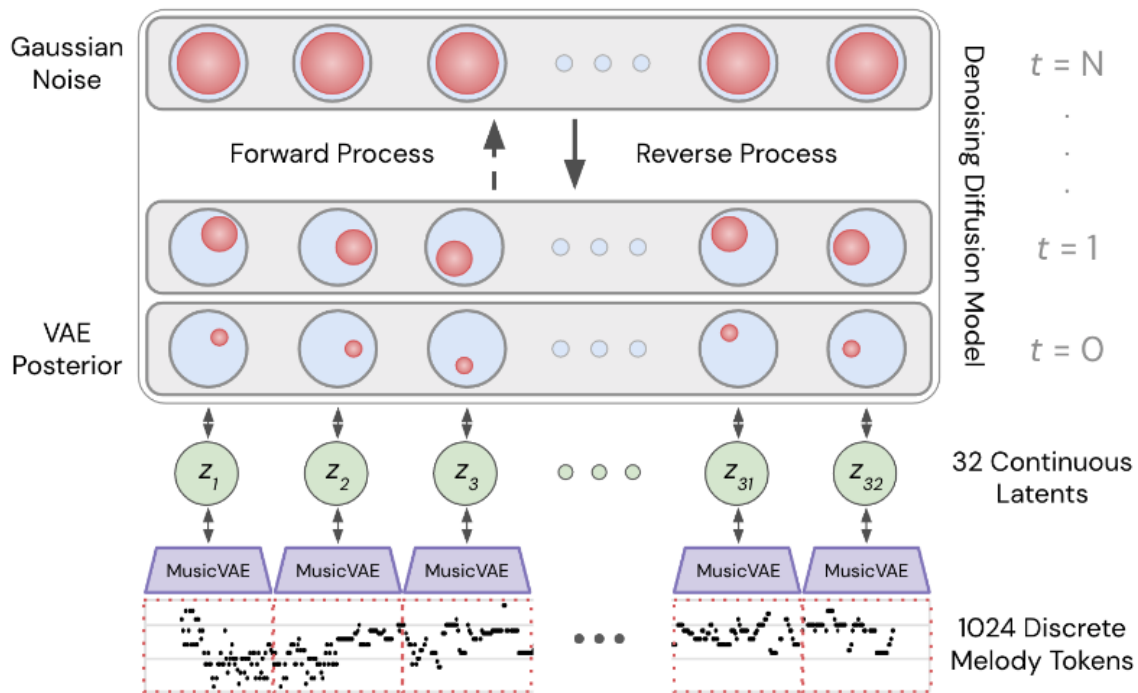 Gaussian
Noise
t = N
.
.
.
Denoising Diffusion Model
Forward Process
Reverse Process
t = 1
VAE
Posterior
t = 0
z1 z2 z3 z31 z32
32 Continuous
Latents
MusicVAE MusicVAE MusicVAE MusicVAE MusicVAE
1024 Discrete
Melody Tokens